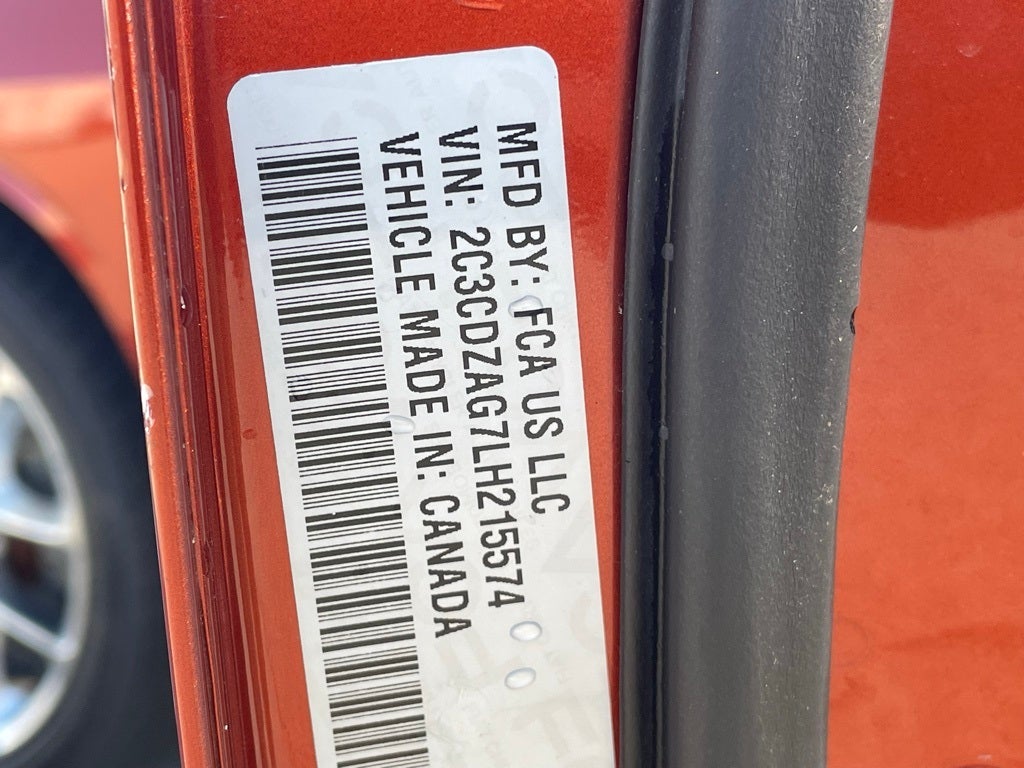 MFD BY: FCA US LLC
VIN: 2C3CDZAG7LH215574
VEHICLE MADE IN: CANADA